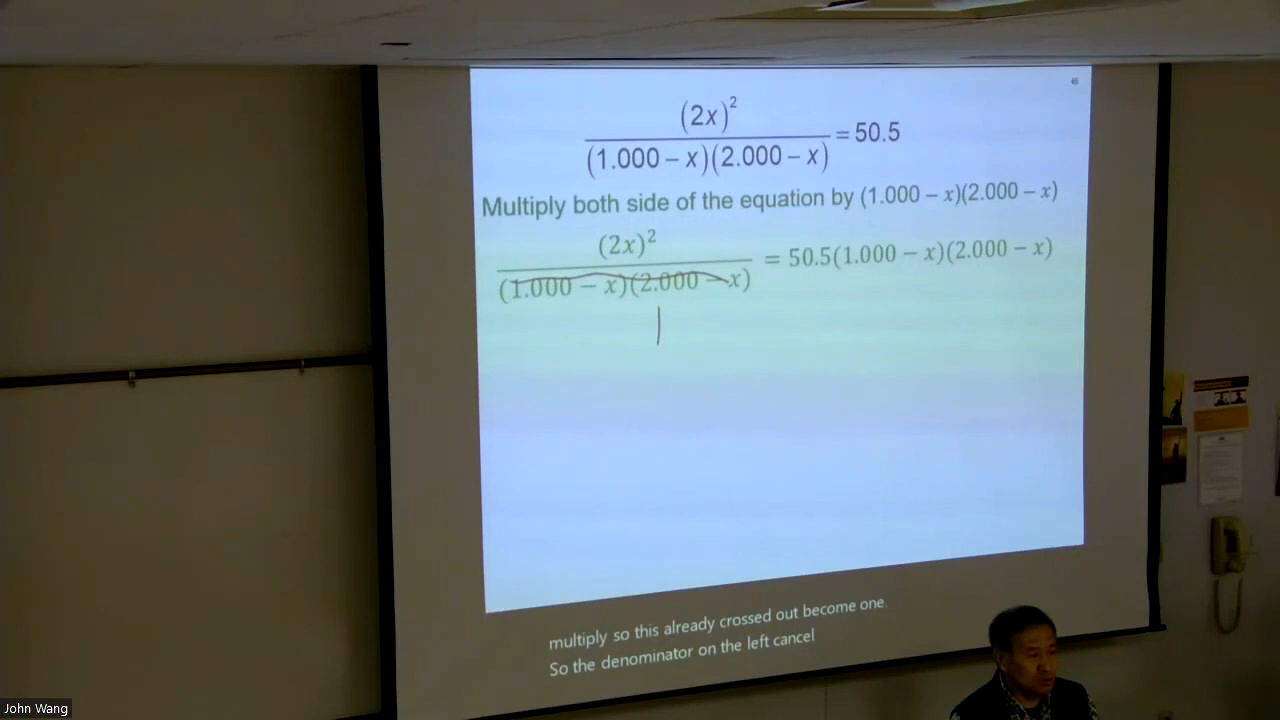 (2x)²
(1.000 – x)(2.000 – x) = 50.5
Multiply both side of the equation by (1.000 – x)(2.000 – x)
(2x)²
(1.000 – x)(2.000 – x) = 50.5(1.000 – x)(2.000 – x)
1
multiply so this already crossed out become one.
So the denominator on the left cancel
John Wang